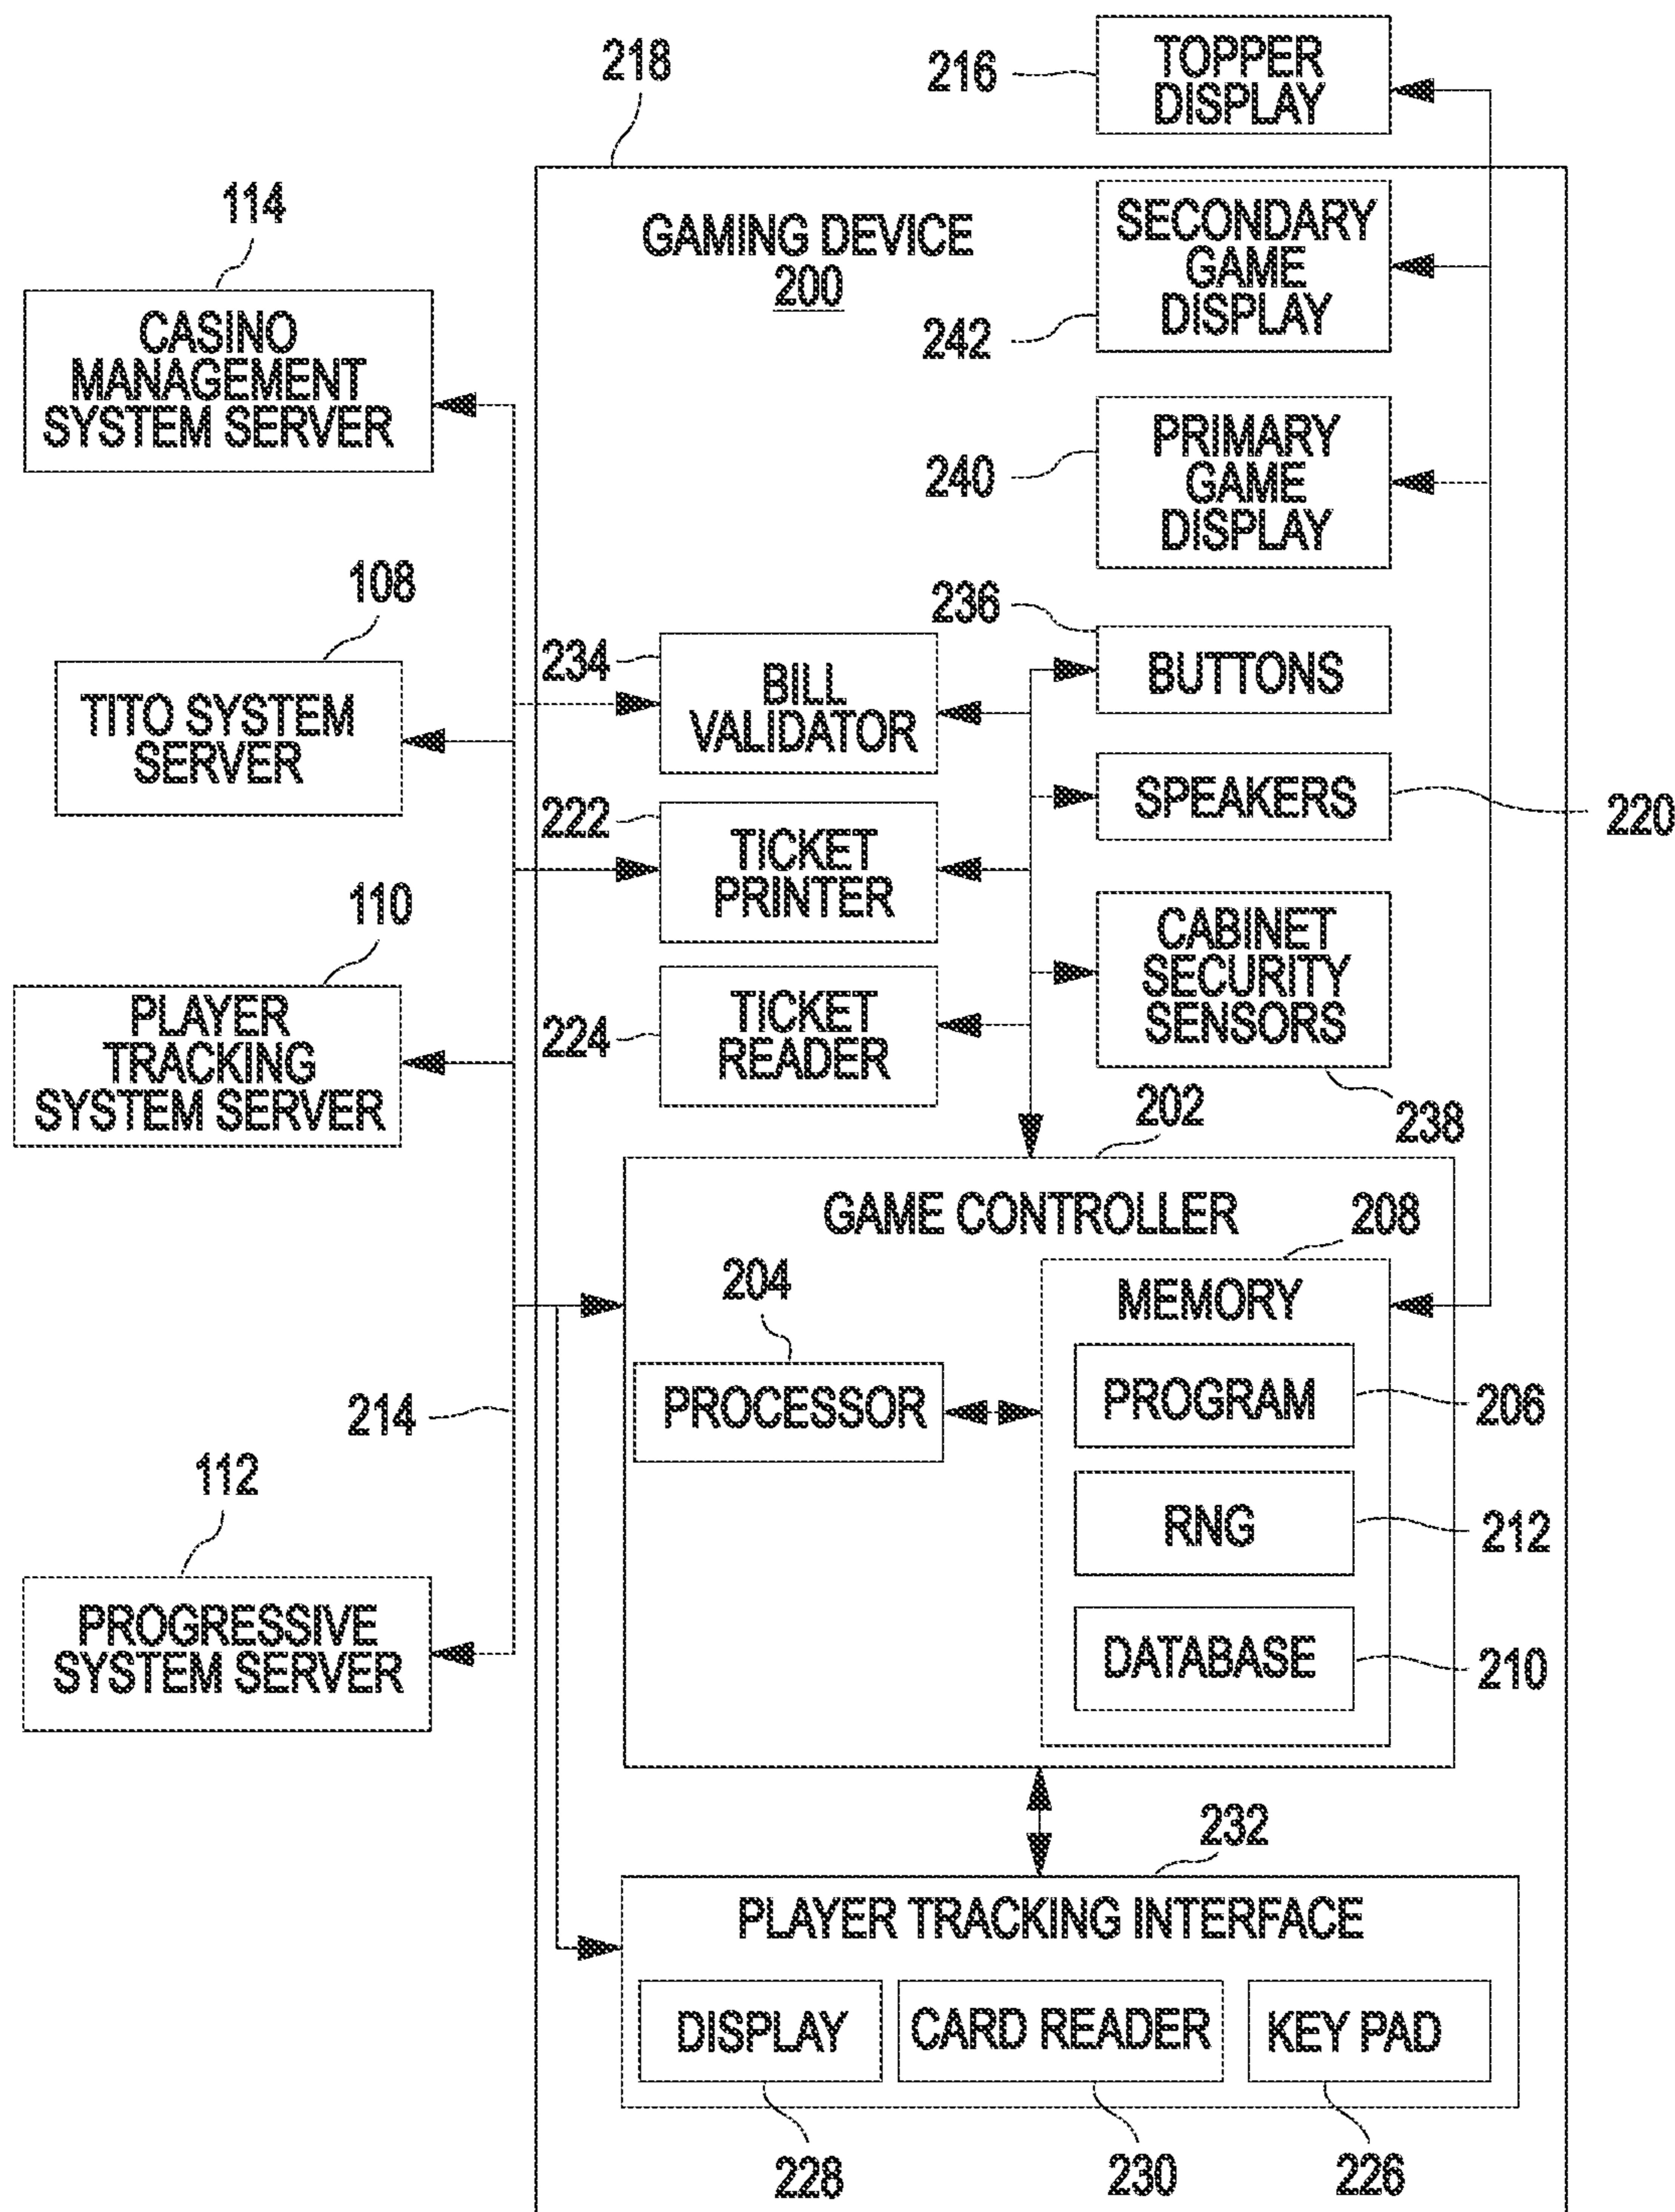 218
216
TOPPER
DISPLAY
114
GAMING DEVICE
200
SECONDARY
GAME
DISPLAY
242
CASINO
MANAGEMENT
SYSTEM SERVER
240
PRIMARY
GAME
DISPLAY
108
236
234
BILL
VALIDATOR
BUTTONS
TITO SYSTEM
SERVER
SPEAKERS
220
222
TICKET
PRINTER
110
CABINET
SECURITY
SENSORS
238
PLAYER
TRACKING
SYSTEM SERVER
224
TICKET
READER
202
GAME CONTROLLER
208
204
MEMORY
PROCESSOR
PROGRAM
206
214
112
RNG
212
PROGRESSIVE
SYSTEM SERVER
DATABASE
210
232
PLAYER TRACKING INTERFACE
DISPLAY
CARD READER
KEY PAD
228
230
226